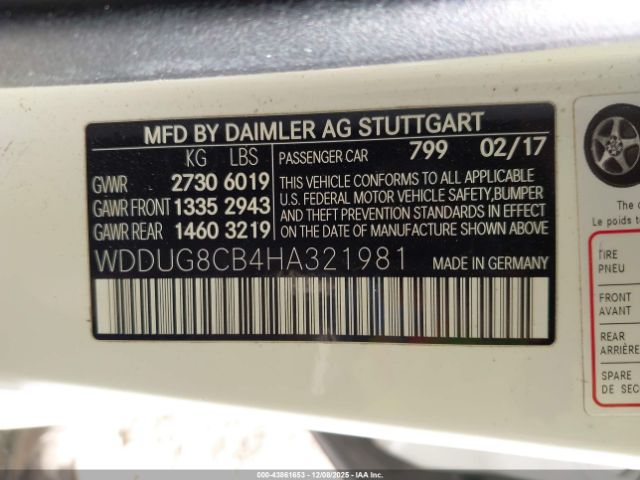 MFD BY DAIMLER AG STUTTGART
KG LBS
PASSENGER CAR 799 02/17
GVWR 2730 6019
GAWR FRONT 1335 2943
GAWR REAR 1460 3219
THIS VEHICLE CONFORMS TO ALL APPLICABLE
U.S. FEDERAL MOTOR VEHICLE SAFETY,BUMPER
AND THEFT PREVENTION STANDARDS IN EFFECT
ON THE DATE OF MANUFACTURE SHOWN ABOVE
WDDUG8CB4HA321981 MADE IN GERMANY
The
Le poids
TIRE
PNEU
FRONT
AVANT
REAR
ARRIÈRE
SPARE
DE
000-43861653 | 12/08/2025 | IAA Inc.